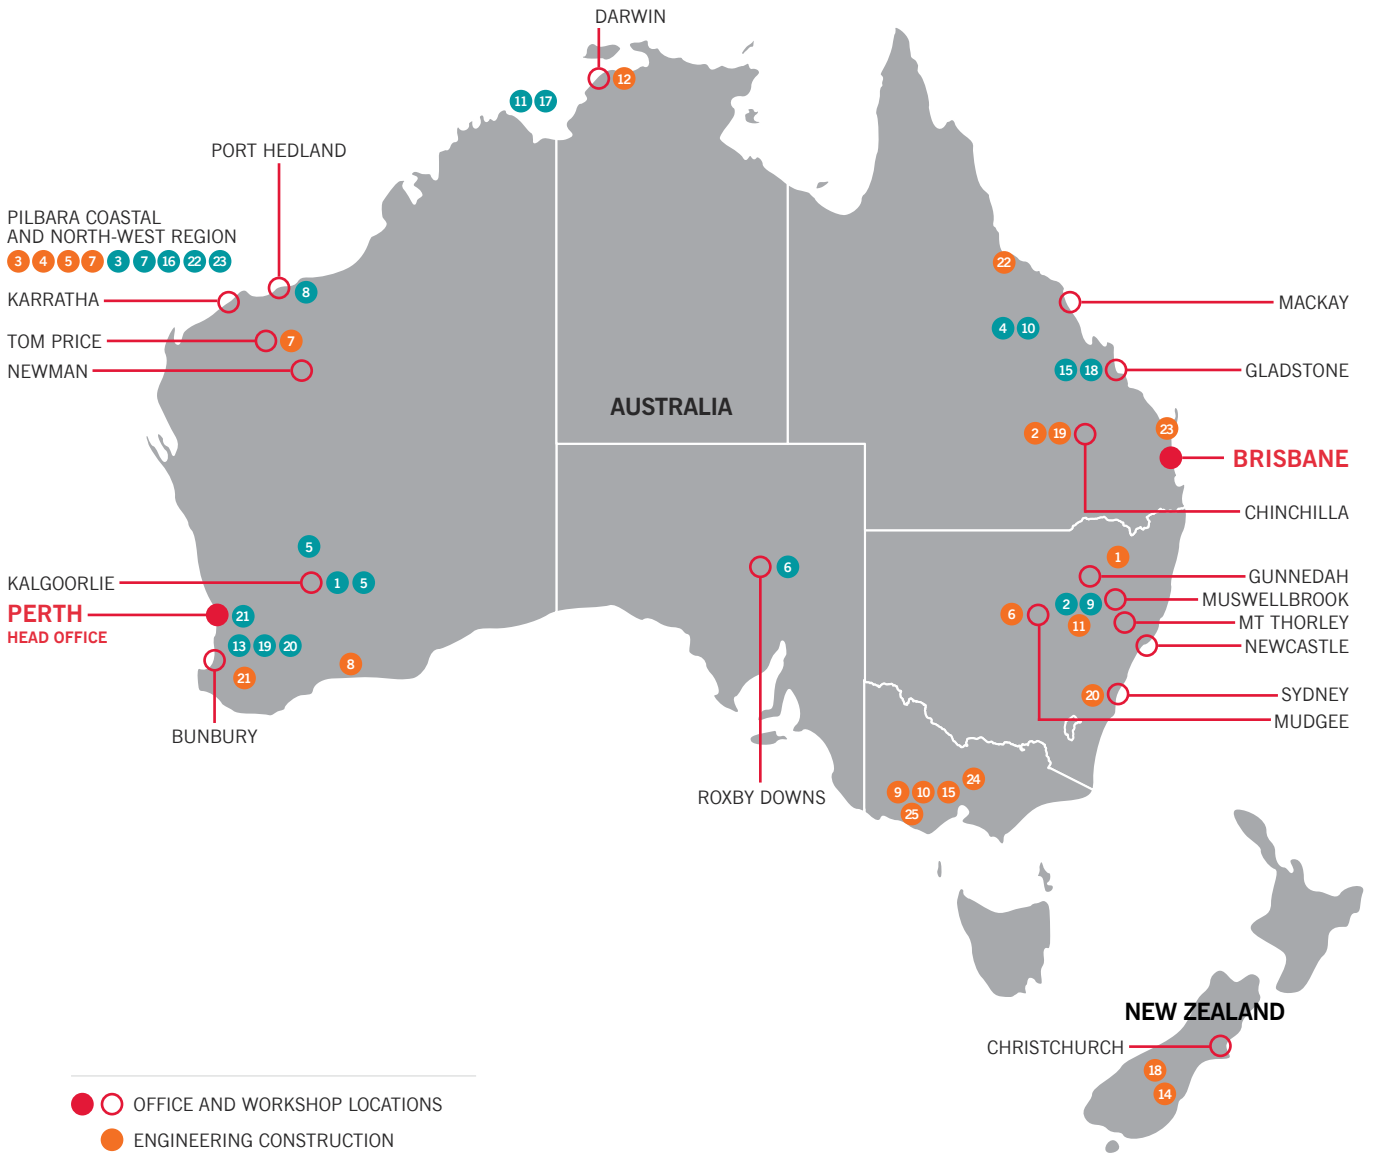 DARWIN
12
11 17
PORT HEDLAND
PILBARA COASTAL
AND NORTH-WEST REGION
3 4 5 7 3 7 16 22 23
22
8
KARRATHA
MACKAY
4 10
TOM PRICE
7
NEWMAN
15 18
GLADSTONE
AUSTRALIA
2 19
23
BRISBANE
CHINCHILLA
5
1
6
KALGOORLIE
1 5
GUNNEDAH
2 9
MUSWELLBROOK
PERTH
21
6
11
MT THORLEY
HEAD OFFICE
13 19 20
NEWCASTLE
8
21
20
SYDNEY
MUDGEE
BUNBURY
24
9 10 15
ROXBY DOWNS
25
NEW ZEALAND
CHRISTCHURCH
18
14
OFFICE AND WORKSHOP LOCATIONS
ENGINEERING CONSTRUCTION